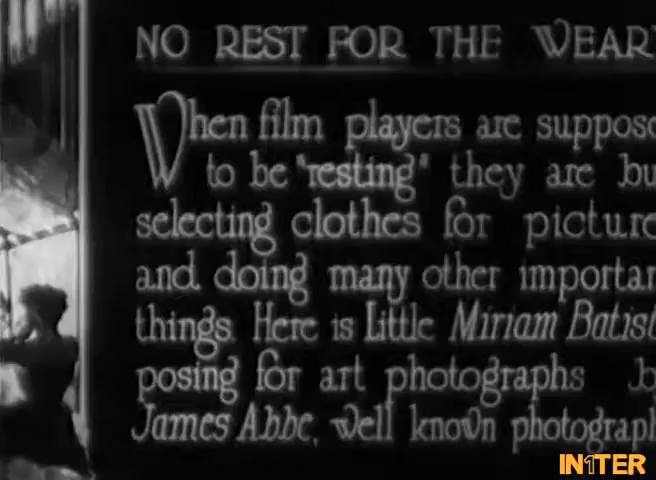 NO REST FOR THE WEAR
When film players are suppose
to be "resting" they are bu
selecting clothes for picture
and doing many other importan
things. Here is Little Miriam Batist
posing for art photographs b
James Abbe, well known photograph
IN1TER